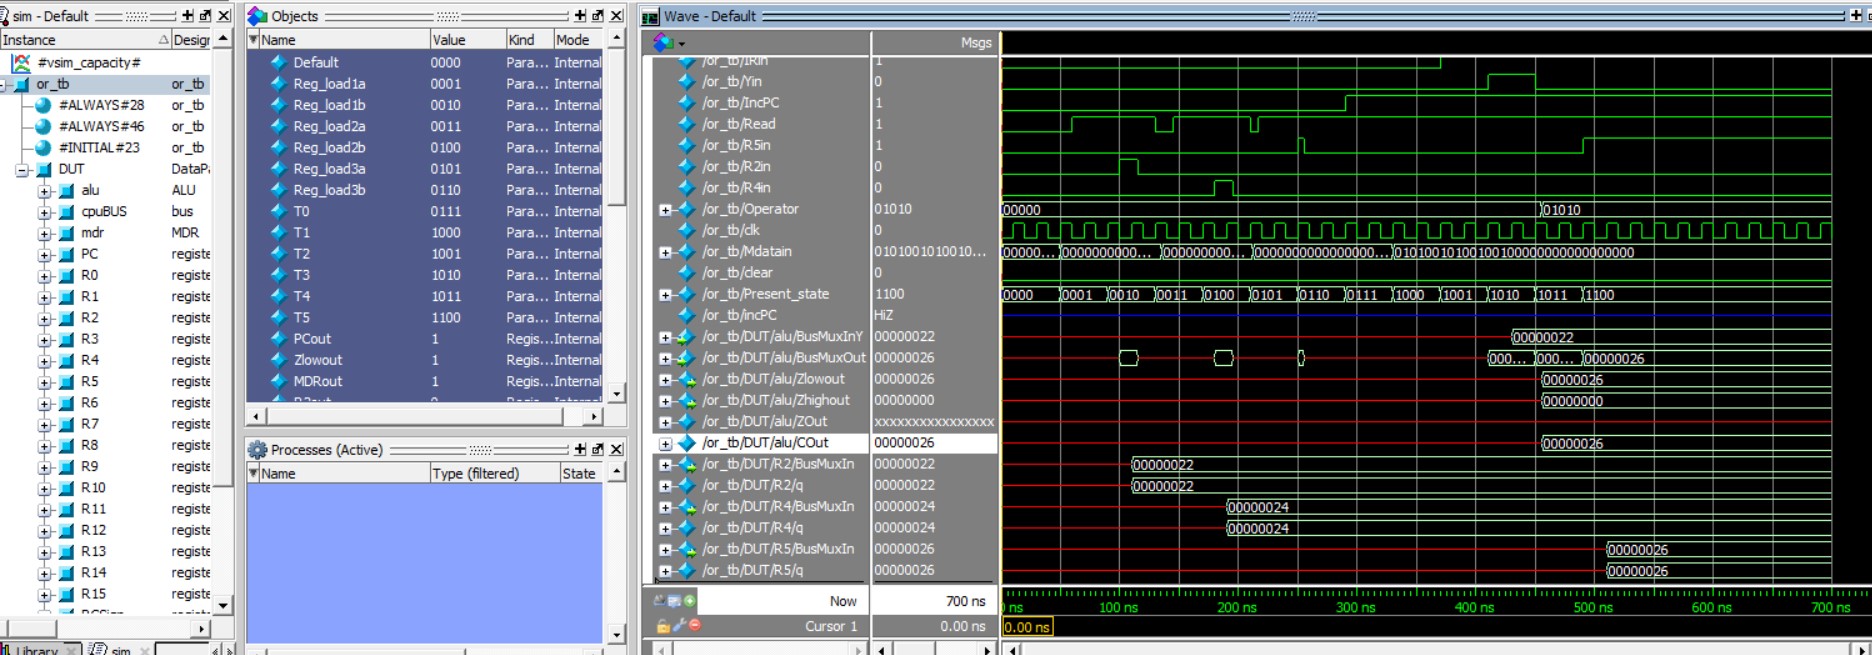 sim - Default
Instance Design
#vsim_capacity#
or_tb or_tb
#ALWAYS#28 or_tb
#ALWAYS#46 or_tb
#INITIAL#23 or_tb
DUT DataPa
alu ALU
cpuBUS bus
mdr MDR
PC registe
R0 registe
R1 registe
R2 registe
R3 registe
R4 registe
R5 registe
R6 registe
R7 registe
R8 registe
R9 registe
R10 registe
R11 registe
R12 registe
R13 registe
R14 registe
R15 registe
Library sim
Objects
Name Value Kind Mode
Default 0000 Para... Internal
Reg_load1a 0001 Para... Internal
Reg_load1b 0010 Para... Internal
Reg_load2a 0011 Para... Internal
Reg_load2b 0100 Para... Internal
Reg_load3a 0101 Para... Internal
Reg_load3b 0110 Para... Internal
T0 0111 Para... Internal
T1 1000 Para... Internal
T2 1001 Para... Internal
T3 1010 Para... Internal
T4 1011 Para... Internal
T5 1100 Para... Internal
PCout 1 Regis... Internal
Zlowout 1 Regis... Internal
MDRout 1 Regis... Internal
Processes (Active)
Name Type (filtered) State
Wave - Default
Msgs
/or_tb/IRin 1
/or_tb/Yin 0
/or_tb/IncPC 1
/or_tb/Read 1
/or_tb/R5in 1
/or_tb/R2in 0
/or_tb/R4in 0
/or_tb/Operator 01010 00000 01010
/or_tb/clk 0
/or_tb/Mdatain 0101001010010... 00000... 0000000000... 000000000... 0000000000000000... 01010010100100100000000000000000
/or_tb/clear 0
/or_tb/Present_state 1100 0000 0001 0010 0011 0100 0101 0110 0111 1000 1001 1010 1011 1100
/or_tb/incPC HiZ
/or_tb/DUT/alu/BusMuxInY 00000022 00000022
/or_tb/DUT/alu/BusMuxOut 00000026 000... 000... 00000026
/or_tb/DUT/alu/Zlowout 00000026 00000026
/or_tb/DUT/alu/Zhighout 00000000 00000000
/or_tb/DUT/alu/ZOut xxxxxxxxxxxxxxxx
/or_tb/DUT/alu/COut 00000026 00000026
/or_tb/DUT/R2/BusMuxIn 00000022 00000022
/or_tb/DUT/R2/q 00000022 00000022
/or_tb/DUT/R4/BusMuxIn 00000024 00000024
/or_tb/DUT/R4/q 00000024 00000024
/or_tb/DUT/R5/BusMuxIn 00000026 00000026
/or_tb/DUT/R5/q 00000026 00000026
Now 700 ns ns 100 ns 200 ns 300 ns 400 ns 500 ns 600 ns 700 ns
Cursor 1 0.00 ns 0.00 ns